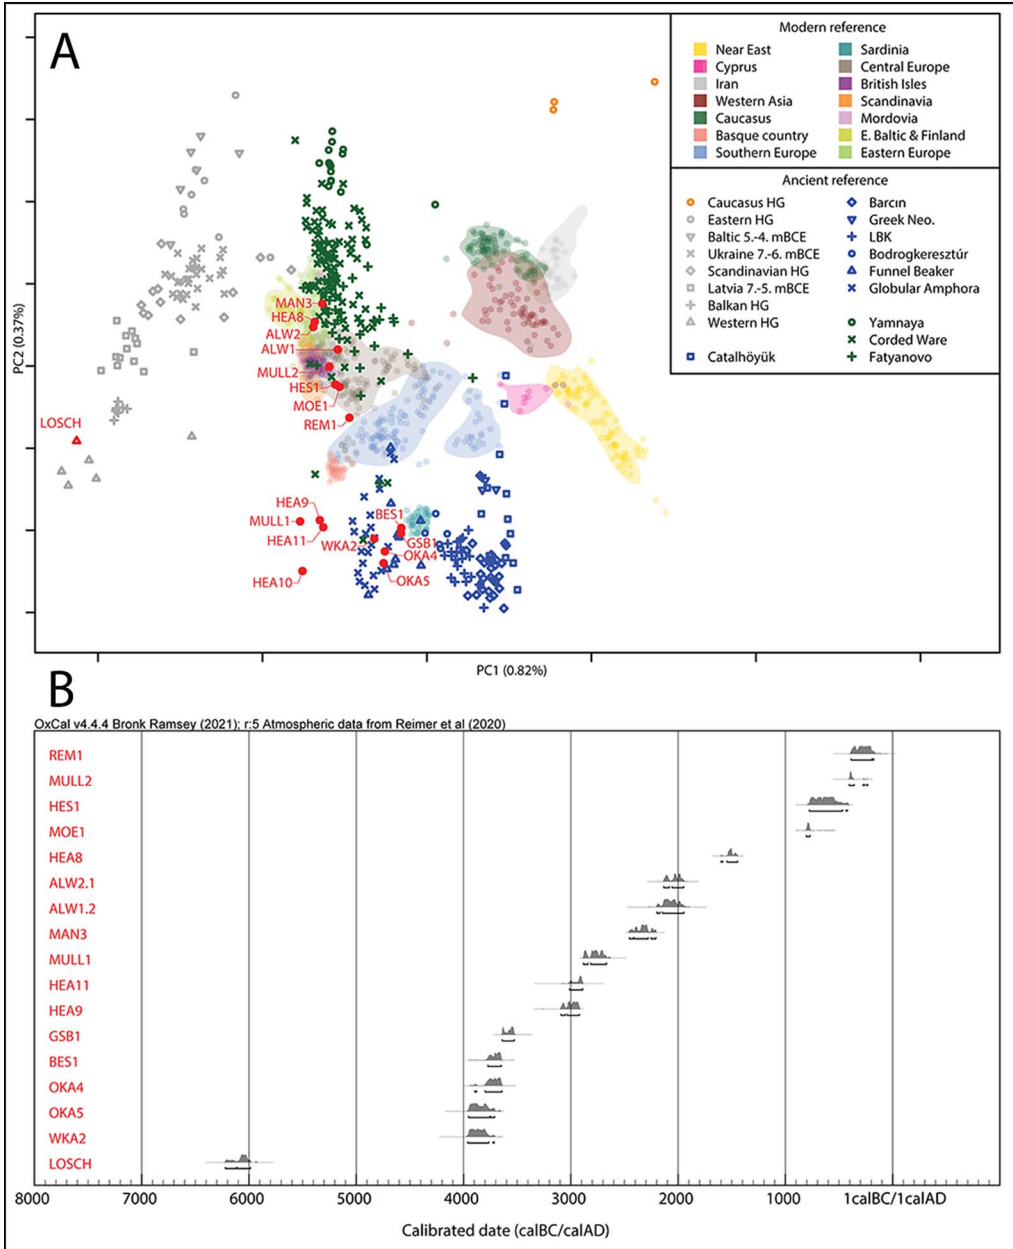 A
Modern reference
Near East
Cyprus
Iran
Western Asia
Caucasus
Basque country
Southern Europe
Sardinia
Central Europe
British Isles
Scandinavia
Mordovia
E. Baltic & Finland
Eastern Europe
Ancient reference
Caucasus HG
Eastern HG
Baltic 5.-4. mBCE
Ukraine 7.-6. mBCE
Scandinavian HG
Latvia 7.-5. mBCE
Balkan HG
Western HG
Catalhöyük
Barcın
Greek Neo.
LBK
Bodrogkeresztúr
Funnel Beaker
Globular Amphora
Yamnaya
Corded Ware
Fatyanovo
PC2 (0.37%)
MAN3
HEA8
ALW2
ALW1
MULL2
HES1
MOE1
REM1
LOSCH
HEA9
MULL1
HEA11
HEA10
WKA2
BES1
GSB1
OKA4
OKA5
PC1 (0.82%)
B
OxCal v4.4.4 Bronk Ramsey (2021); r:5 Atmospheric data from Reimer et al (2020)
REM1
MULL2
HES1
MOE1
HEA8
ALW2.1
ALW1.2
MAN3
MULL1
HEA11
HEA9
GSB1
BES1
OKA4
OKA5
WKA2
LOSCH
8000 7000 6000 5000 4000 3000 2000 1000 1calBC/1calAD
Calibrated date (calBC/calAD)